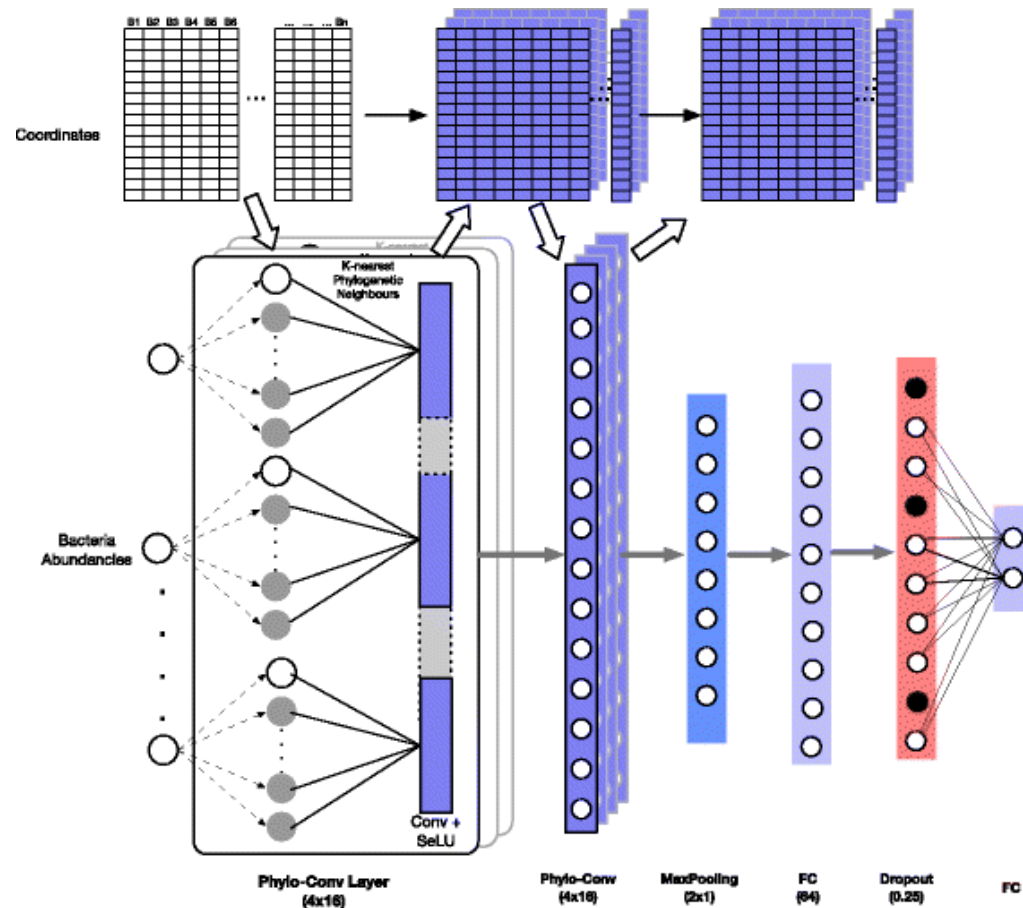 B1 B2 B3 B4 B5 B6 ... ... ... Bn
Coordinates
K-nearest
Phylogenetic
Neighbours
Bacteria
Abundancies
Conv +
SeLU
Phylo-Conv Layer
(4x16)
Phylo-Conv
(4x16)
MaxPooling
(2x1)
FC
(64)
Dropout
(0.25)
FC